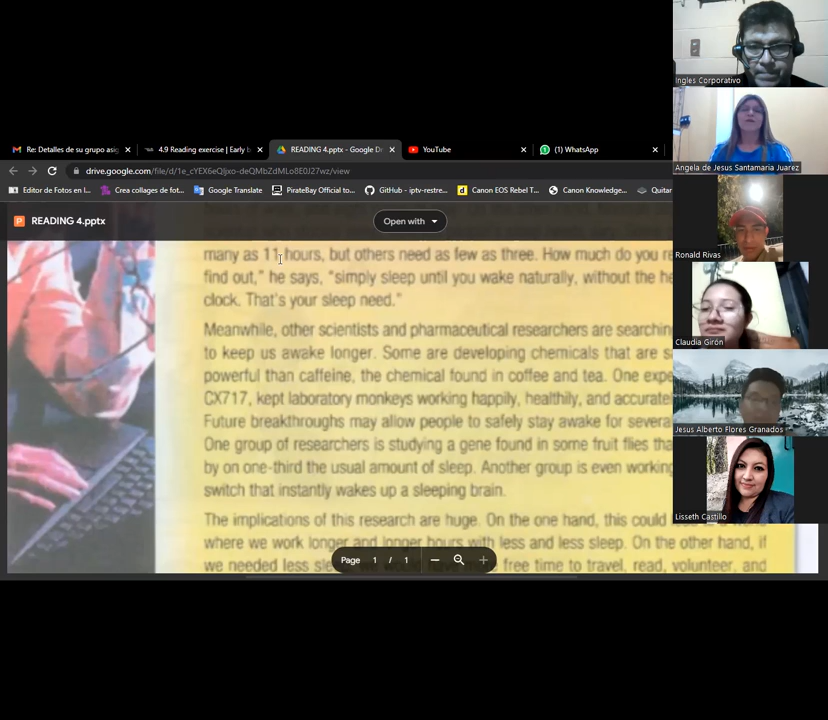 Re: Detalles de su grupo asig
4.9 Reading exercise | Early b
READING 4.pptx - Google Dr
YouTube
(1) WhatsApp
drive.google.com/file/d/
/view
Editor de Fotos en l...
Crea collages de fot...
Google Translate
PirateBay Official to...
GitHub - iptv-restre...
Canon EOS Rebel T...
Canon Knowledge...
Quitar
READING 4.pptx
Open with
many as 11 hours, but others need as few as three. How much do you re
find out," he says, "simply sleep until you wake naturally, without the he
clock. That's your sleep need."
Meanwhile, other scientists and pharmaceutical researchers are searchin
to keep us awake longer. Some are developing chemicals that are
powerful than caffeine, the chemical found in coffee and tea. One expe
CX717, kept laboratory monkeys working happily, healthily, and accurate
Future breakthroughs may allow people to safely stay awake for several
One group of researchers is studying a gene found in some fruit flies tha
by on one-third the usual amount of sleep. Another group is even working
switch that instantly wakes up a sleeping brain.
The implications of this research are huge. On the one hand, this could
where we work longer and longer hours with less and less sleep. On the other hand, if
we needed less free time to travel, read, volunteer, and
Page 1 / 1
Ingles Corporativo
Angela de Jesus Santamaria Juarez
Ronald Rivas
Claudia Girón
Jesus Alberto Flores Granados
Lisseth Castillo